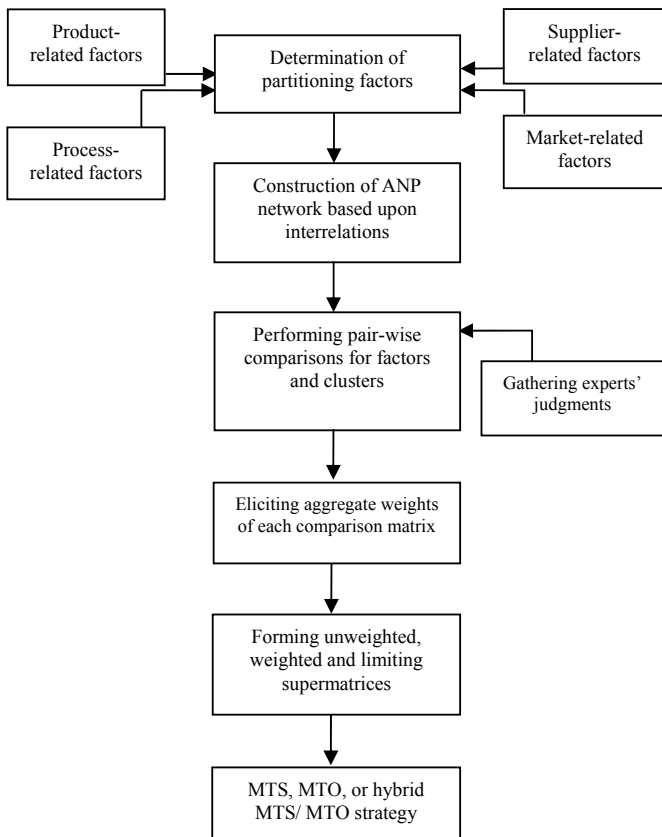 Product-
related factors
Determination of
partitioning factors
Supplier-
related factors
Process-
related factors
Market-related
factors
Construction of ANP
network based upon
interrelations
Performing pair-wise
comparisons for factors
and clusters
Gathering experts’
judgments
Eliciting aggregate weights
of each comparison matrix
Forming unweighted,
weighted and limiting
supermatrices
MTS, MTO, or hybrid
MTS/ MTO strategy